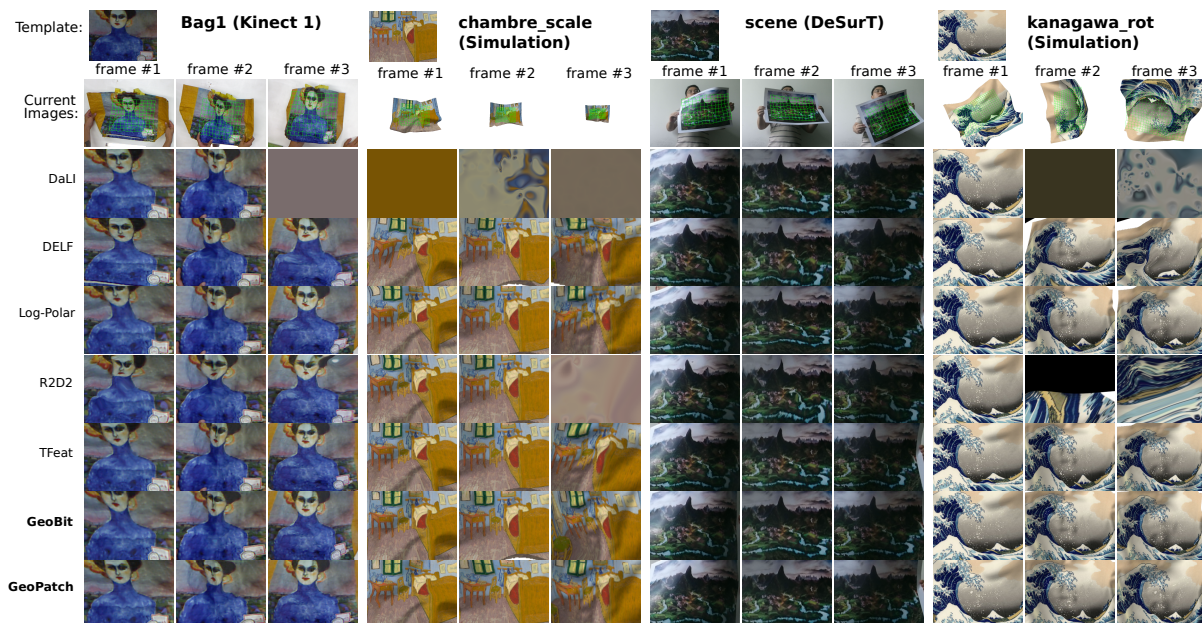 Template:
Bag1 (Kinect 1)
chambre_scale
(Simulation)
scene (DeSurT)
kanagawa_rot
(Simulation)
frame #1 frame #2 frame #3
frame #1 frame #2 frame #3
frame #1 frame #2 frame #3
frame #1 frame #2 frame #3
Current
Images:
DaLI
DELF
Log-Polar
R2D2
TFeat
GeoBit
GeoPatch